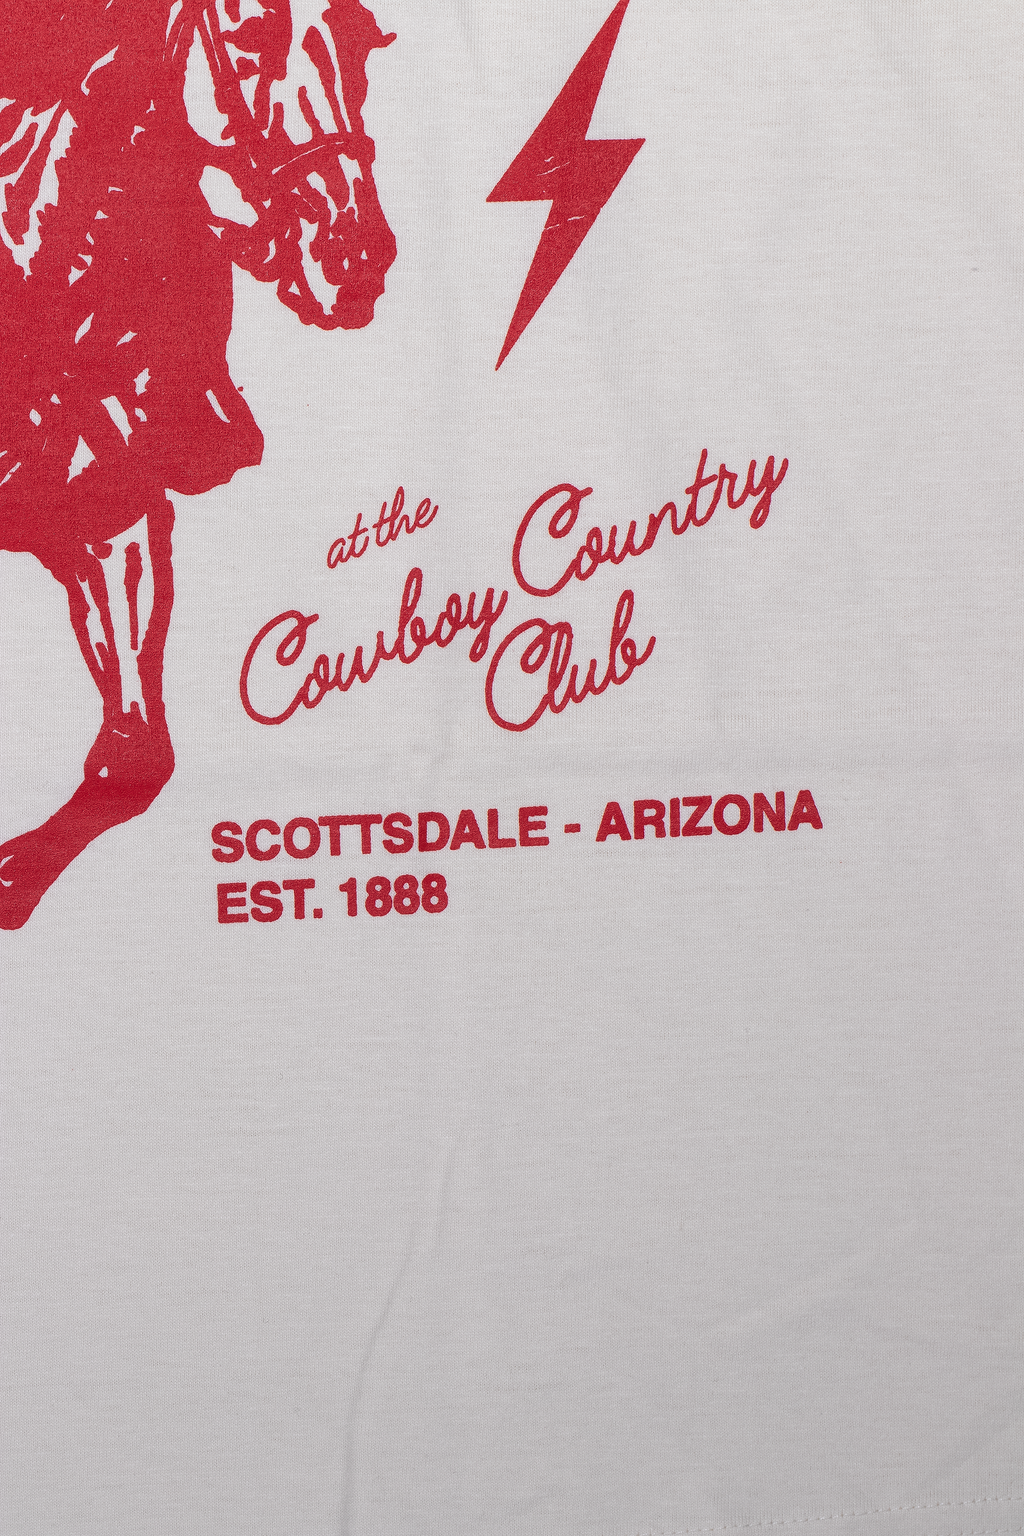 at the
Cowboy Country
Club
SCOTTSDALE - ARIZONA
EST. 1888